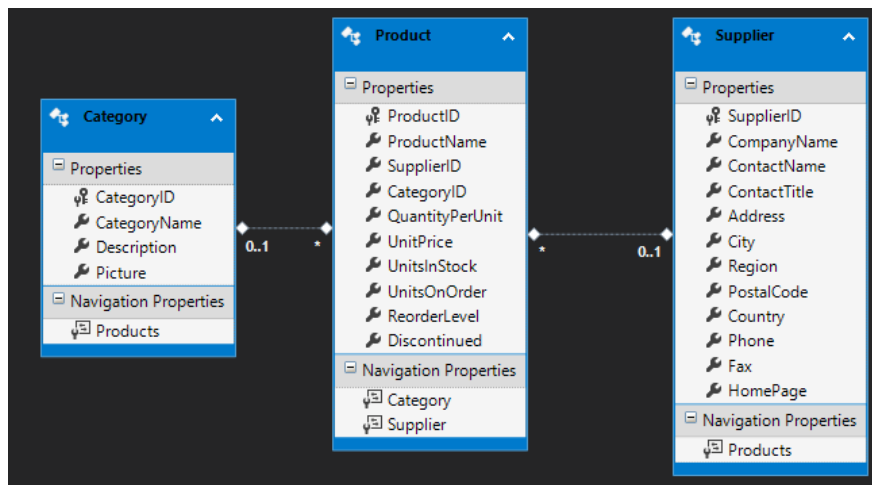 Category
Properties
CategoryID
CategoryName
Description
Picture
Navigation Properties
Products
0..1
*
Product
Properties
ProductID
ProductName
SupplierID
CategoryID
QuantityPerUnit
UnitPrice
UnitsInStock
UnitsOnOrder
ReorderLevel
Discontinued
Navigation Properties
Category
Supplier
*
0..1
Supplier
Properties
SupplierID
CompanyName
ContactName
ContactTitle
Address
City
Region
PostalCode
Country
Phone
Fax
HomePage
Navigation Properties
Products